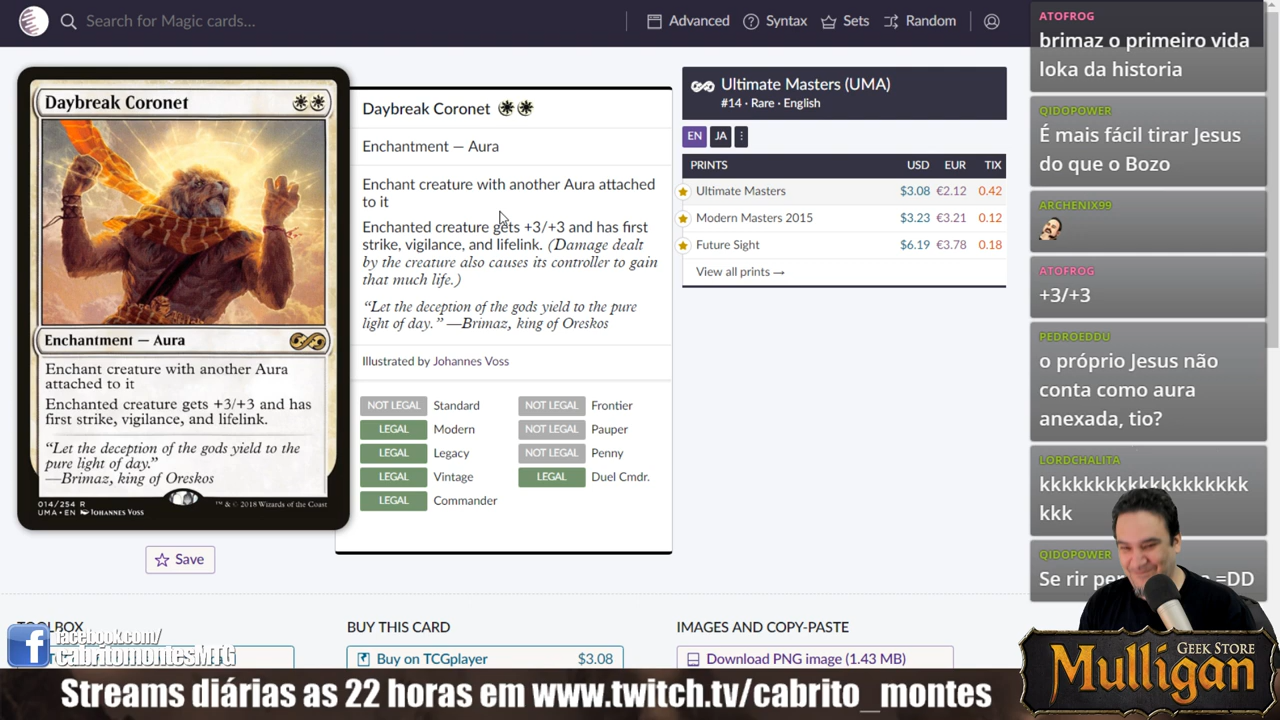 Search for Magic cards...
Advanced
Syntax
Sets
Random
Daybreak Coronet
Enchantment — Aura
Enchant creature with another Aura
attached to it
Enchanted creature gets +3/+3 and has
first strike, vigilance, and lifelink.
“Let the deception of the gods yield to the
pure light of day.”
—Brimaz, king of Oreskos
014/254 R
UMA • EN JOHANNES VOSS
™ & © 2018 Wizards of the Coast
Save
Daybreak Coronet
Enchantment — Aura
Enchant creature with another Aura attached
to it
Enchanted creature gets +3/+3 and has first
strike, vigilance, and lifelink. (Damage dealt
by the creature also causes its controller to gain
that much life.)
“Let the deception of the gods yield to the pure
light of day.” —Brimaz, king of Oreskos
Illustrated by Johannes Voss
NOT LEGAL Standard NOT LEGAL Frontier
LEGAL Modern NOT LEGAL Pauper
LEGAL Legacy NOT LEGAL Penny
LEGAL Vintage LEGAL Duel Cmdr.
LEGAL Commander
Ultimate Masters (UMA)
#14 · Rare · English
EN JA
PRINTS USD EUR TIX
Ultimate Masters $3.08 €2.12 0.42
Modern Masters 2015 $3.23 €3.21 0.12
Future Sight $6.19 €3.78 0.18
View all prints →
TOOLBOX
BUY THIS CARD
Buy on TCGplayer $3.08
IMAGES AND COPY-PASTE
Download PNG image (1.43 MB)
ATOFROG
brimaz o primeiro vida
loka da historia
QIDOPOWER
É mais fácil tirar Jesus
do que o Bozo
ARCHENIX99
ATOFROG
+3/+3
PEDROEDDU
o próprio Jesus não
conta como aura
anexada, tio?
LORDCHALITA
kkkkkkkkkkkkkkkkkkk
kkk
QIDOPOWER
Se rir =DD
facebook.com/
cabritomontesMTG
GEEK STORE
Mulligan
Streams diárias as 22 horas em www.twitch.tv/cabrito_montes